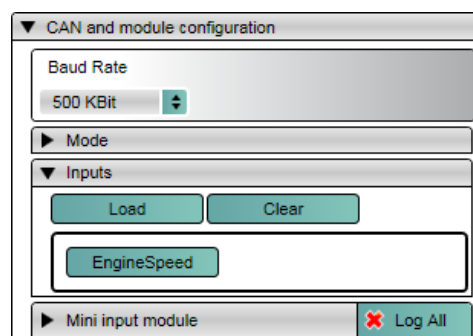 CAN and module configuration
Baud Rate
500 KBit
Mode
Inputs
Load Clear
EngineSpeed
Mini input module Log All